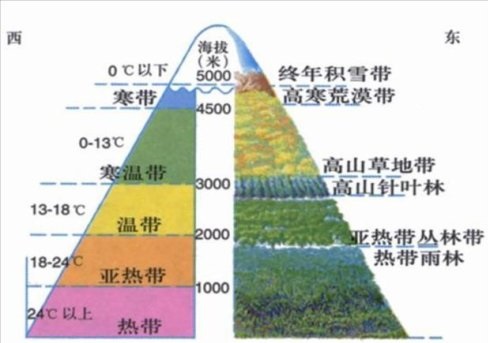 西
东
海拔
(米)
0℃以下
5000
终年积雪带
寒带
高寒荒漠带
4500
0-13℃
高山草地带
寒温带
3000
高山针叶林
13-18℃
温带
2000
亚热带丛林带
热带雨林
18-24℃
亚热带
1000
24℃以上
热带